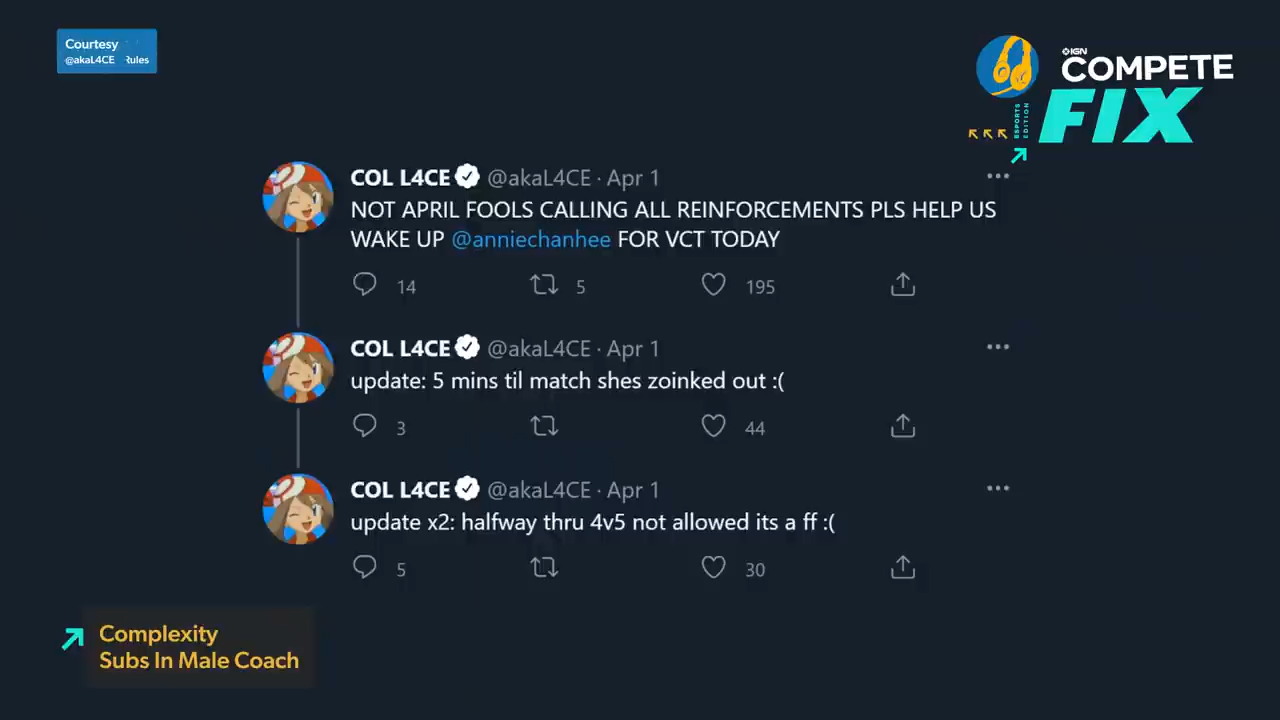 Courtesy
@akaL4CE Rules
IGN
COMPETE
FIX
ESPORTS
EDITION
COL L4CE @akaL4CE · Apr 1
NOT APRIL FOOLS CALLING ALL REINFORCEMENTS PLS HELP US
WAKE UP @anniechanhee FOR VCT TODAY
14 5 195
COL L4CE @akaL4CE · Apr 1
update: 5 mins til match shes zoinked out :(
3 44
COL L4CE @akaL4CE · Apr 1
update x2: halfway thru 4v5 not allowed its a ff :(
5 30
Complexity
Subs In Male Coach